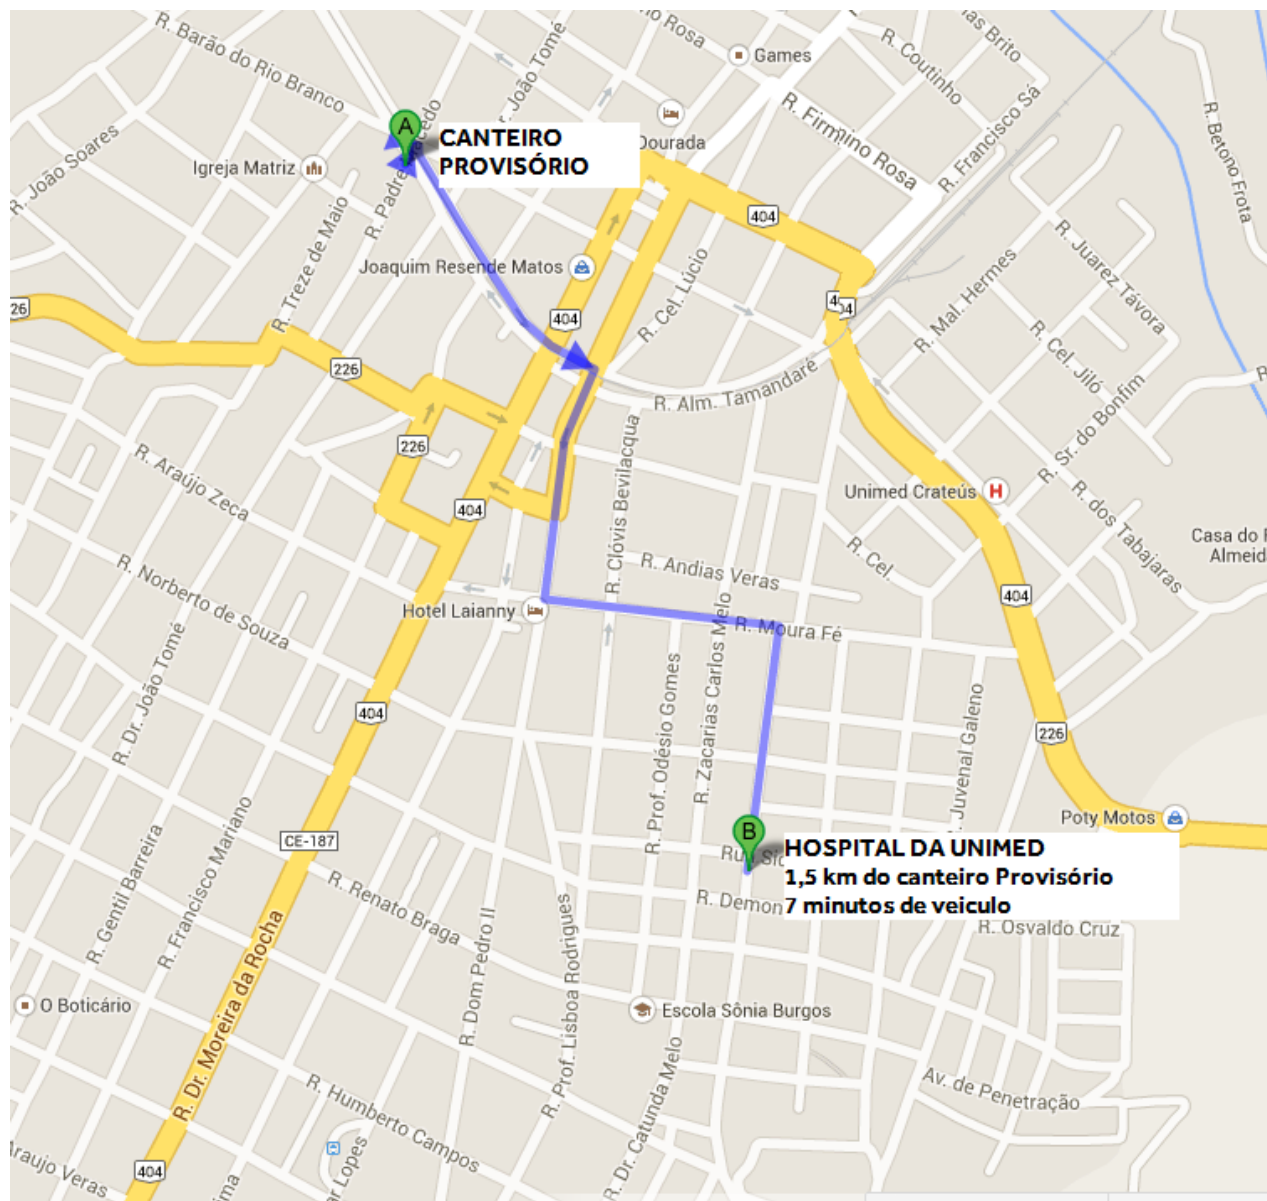 R. Barão do Rio Branco
R. João Tomé
Rosa
Games
R. Coutinho
as Brito
R. Firmino Rosa
R. Francisco Sá
R. Betono Frota
A
CANTEIRO
PROVISÓRIO
Dourada
R. João Soares
Igreja Matriz
R. Padre
R. Treze de Maio
404
Joaquim Resende Matos
R. Cel. Lúcio
R. Juarez Távora
R. Mal. Hermes
26
404
404
R. Cel. Jiló
226
R. Alm. Tamandaré
R. Sr. do Bonfim
226
R. Araújo Zeca
R. Clóvis Bevilacqua
Unimed Crateús
H
R. dos Tabajaras
404
Casa do
Almeid
R. Cel.
R. Andias Veras
R. Norberto de Souza
404
Hotel Laianny
R. Moura Fé
R. Dr. João Tomé
R. Prof. Odésio Gomes
R. Zacarias Carlos Melo
404
R. Juvenal Galeno
226
Poty Motos
CE-187
B
HOSPITAL DA UNIMED
1,5 km do canteiro Provisório
7 minutos de veiculo
R. Gentil Barreira
R. Francisco Mariano
R. Renato Braga
R. Demon
R. Osvaldo Cruz
R. Dr. Moreira da Rocha
R. Dom Pedro II
R. Prof. Lisboa Rodrigues
O Boticário
Escola Sônia Burgos
R. Dr. Catunda Melo
Av. de Penetração
R. Humberto Campos
Araujo Veras
404
ar Lopes
ima